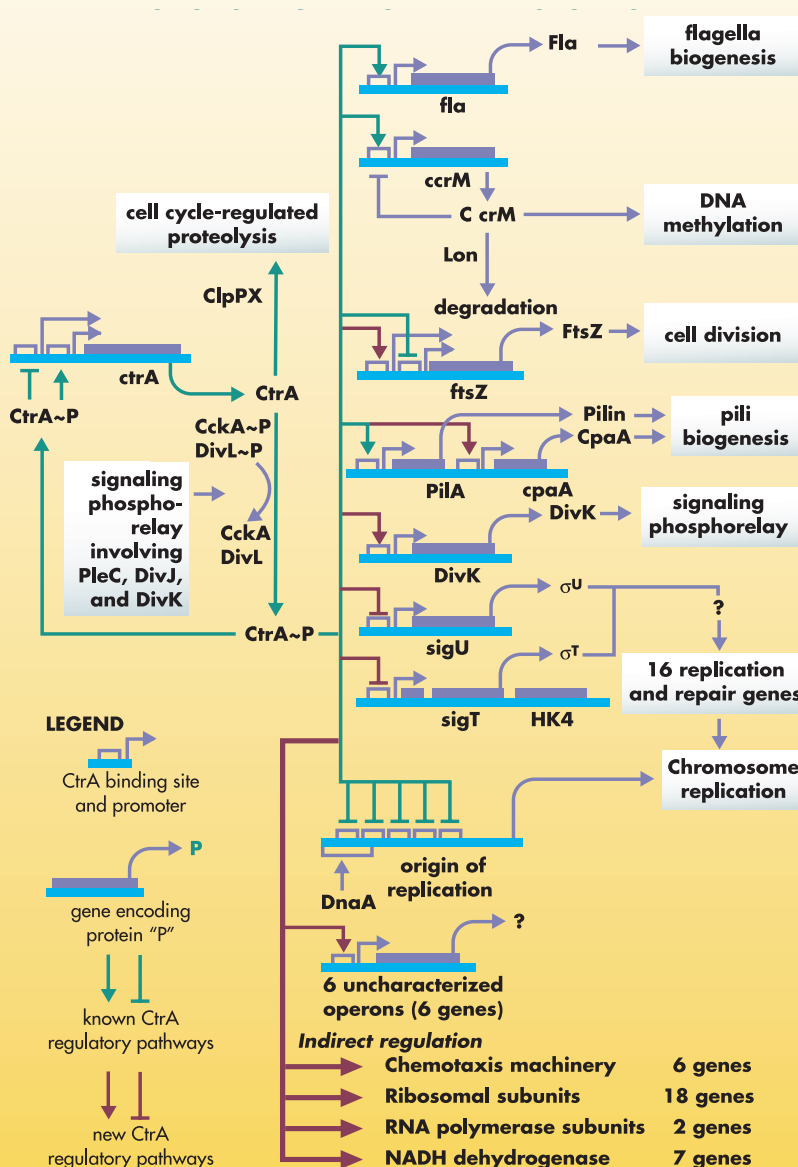 Fla
flagella
biogenesis
fla
ccrM
C crM
DNA
methylation
Lon
degradation
cell cycle-regulated
proteolysis
ClpPX
ctrA
CtrA
CtrA~P
FtsZ
cell division
ftsZ
CckA~P
DivL~P
signaling
phospho-
relay
involving
PleC, DivJ,
and DivK
CckA
DivL
CtrA~P
Pilin
CpaA
pili
biogenesis
PilA
cpaA
DivK
signaling
phosphorelay
DivK
σU
?
sigU
σT
16 replication
and repair genes
sigT
HK4
Chromosome
replication
LEGEND
CtrA binding site
and promoter
P
gene encoding
protein “P”
known CtrA
regulatory pathways
new CtrA
regulatory pathways
origin of
replication
DnaA
?
6 uncharacterized
operons (6 genes)
Indirect regulation
Chemotaxis machinery 6 genes
Ribosomal subunits 18 genes
RNA polymerase subunits 2 genes
NADH dehydrogenase 7 genes